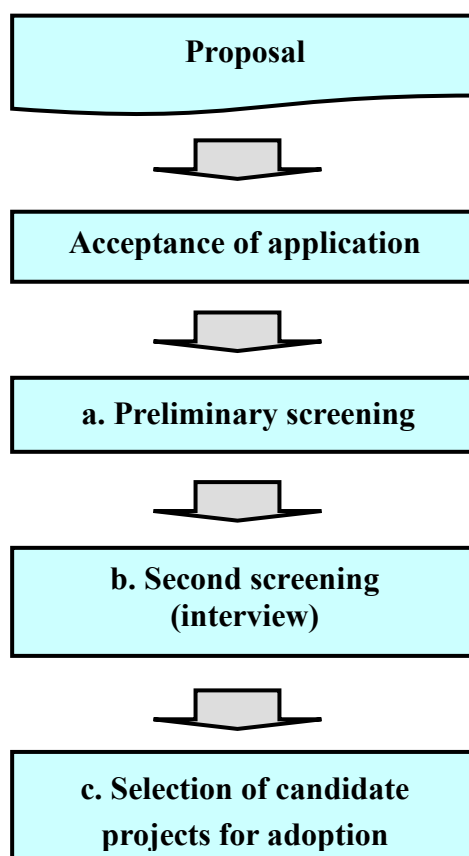 Proposal
Acceptance of application
a. Preliminary screening
b. Second screening
(interview)
c. Selection of candidate
projects for adoption